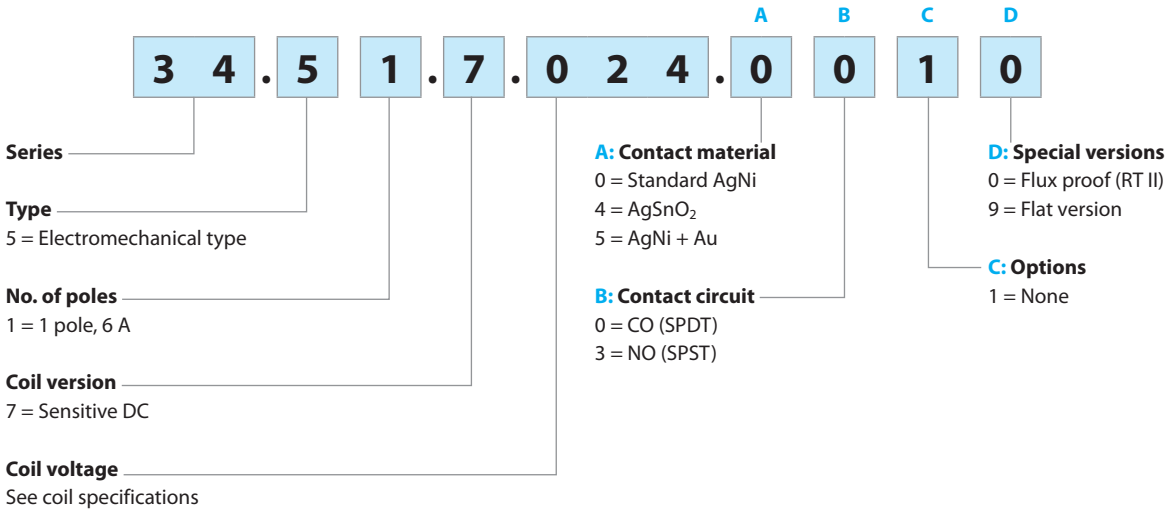 A B C D
3 4 . 5 1 . 7 . 0 2 4 . 0 0 1 0
Series
Type
5 = Electromechanical type
No. of poles
1 = 1 pole, 6 A
Coil version
7 = Sensitive DC
Coil voltage
See coil specifications
A: Contact material
0 = Standard AgNi
4 = AgSnO₂
5 = AgNi + Au
B: Contact circuit
0 = CO (SPDT)
3 = NO (SPST)
D: Special versions
0 = Flux proof (RT II)
9 = Flat version
C: Options
1 = None